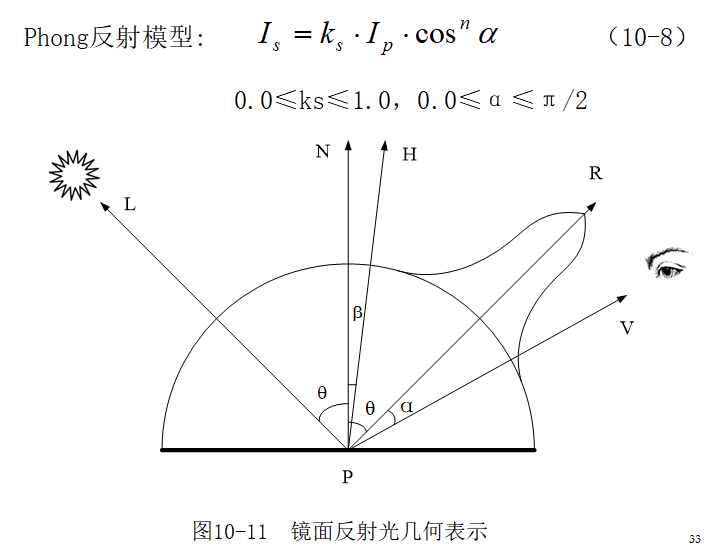 Phong反射模型: I_s = k_s · I_p · cos^n α （10-8）
0.0≤ks≤1.0，0.0≤α≤π/2
N
H
R
L
V
β
θ
θ
α
P
图10-11 镜面反射光几何表示
33